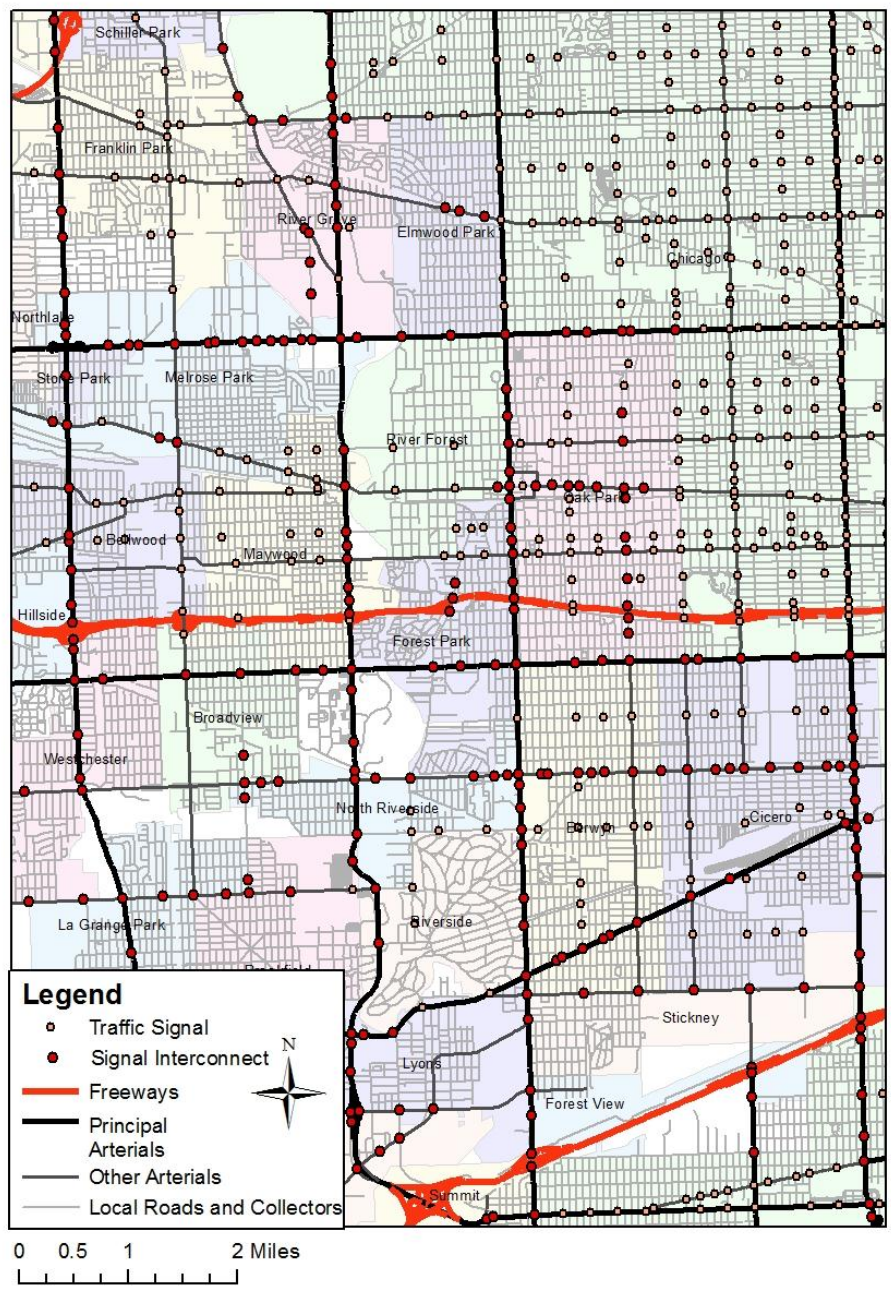 Schiller Park
Franklin Park
River Grove
Elmwood Park
Chicago
Northlake
Stone Park
Melrose Park
River Forest
Oak Park
Bellwood
Maywood
Hillside
Forest Park
Broadview
Westchester
North Riverside
Berwyn
Cicero
La Grange Park
Riverside
Brookfield
Stickney
Lyons
Forest View
Summit
Legend
Traffic Signal
Signal Interconnect
N
Freeways
Principal
Arterials
Other Arterials
Local Roads and Collectors
0 0.5 1 2 Miles